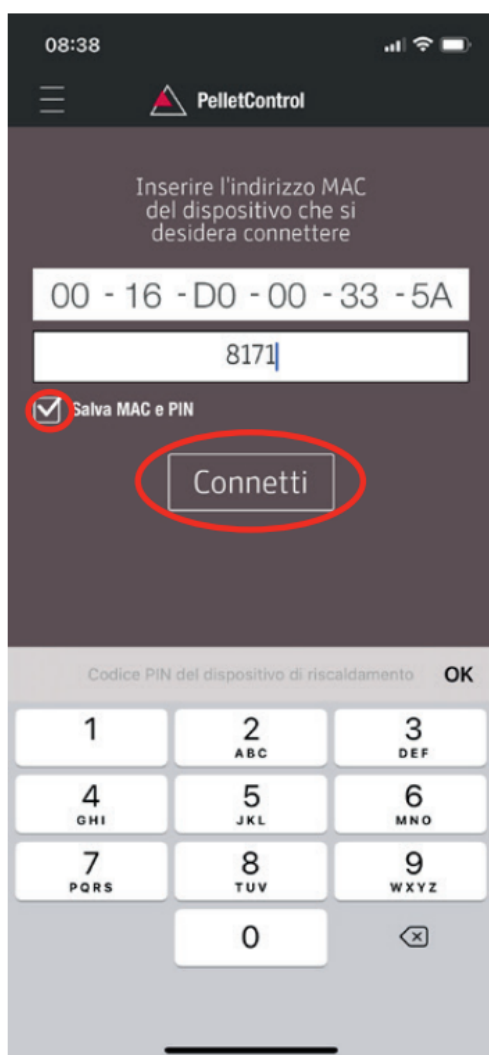 08:38
PelletControl
Inserire l'indirizzo MAC
del dispositivo che si
desidera connettere
00 - 16 - D0 - 00 - 33 - 5A
8171
Salva MAC e PIN
Connetti
Codice PIN del dispositivo di riscaldamento OK
1 2 3
ABC DEF
4 5 6
GHI JKL MNO
7 8 9
PQRS TUV WXYZ
0